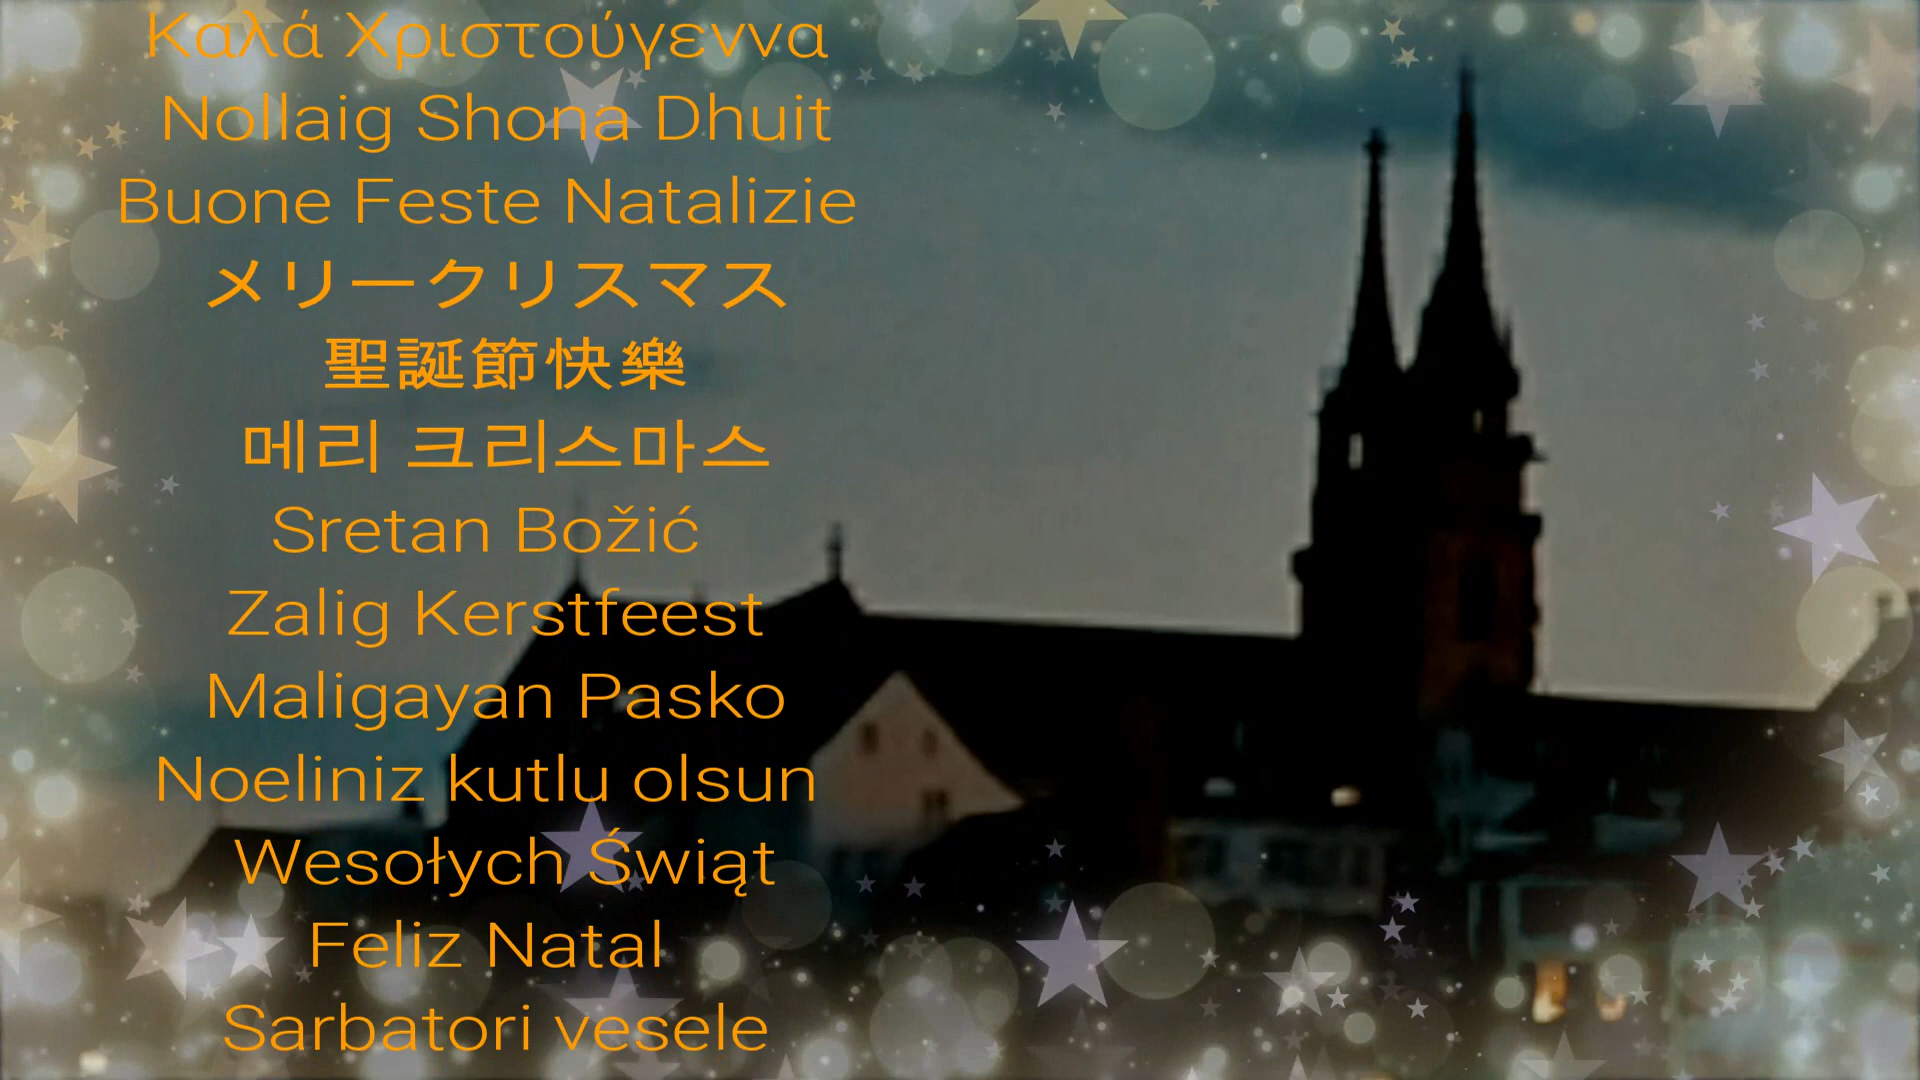 Καλά Χριστούγεννα
Nollaig Shona Dhuit
Buone Feste Natalizie
メリークリスマス
聖誕節快樂
메리 크리스마스
Sretan Božić
Zalig Kerstfeest
Maligayan Pasko
Noeliniz kutlu olsun
Wesołych Świąt
Feliz Natal
Sarbatori vesele